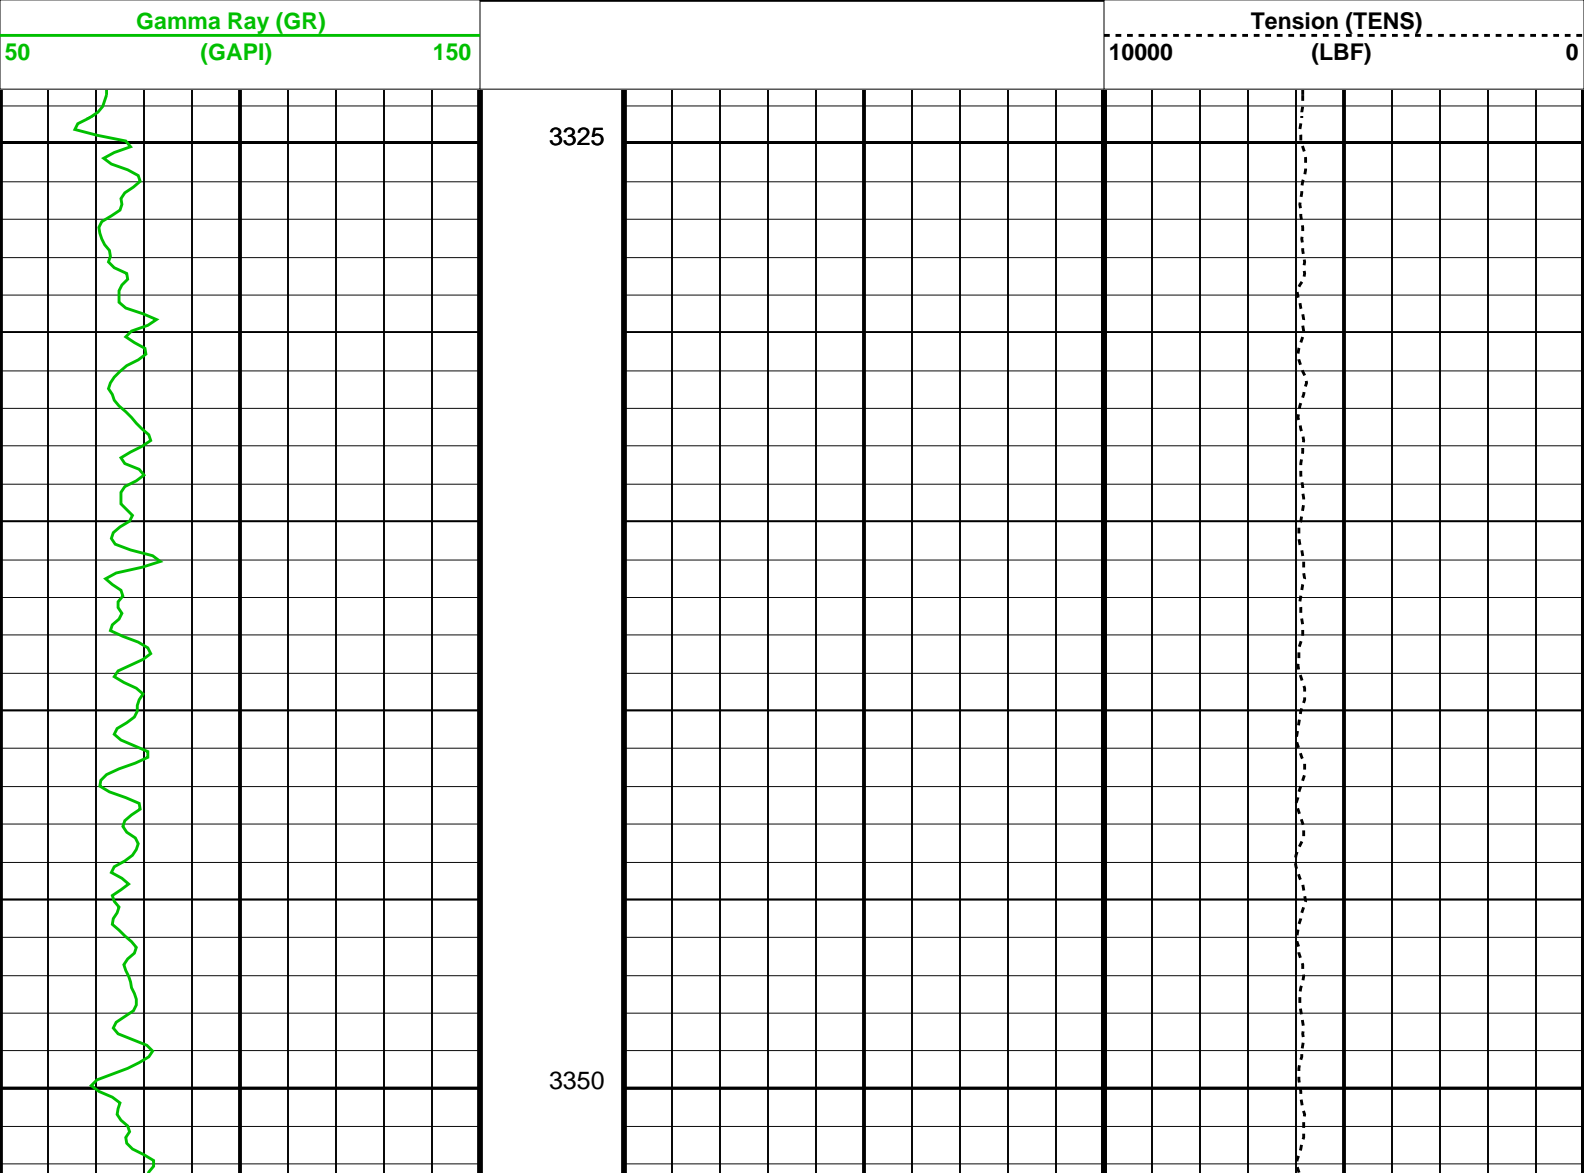 Gamma Ray (GR)
50 (GAPI) 150
Tension (TENS)
10000 (LBF) 0
3325
3350